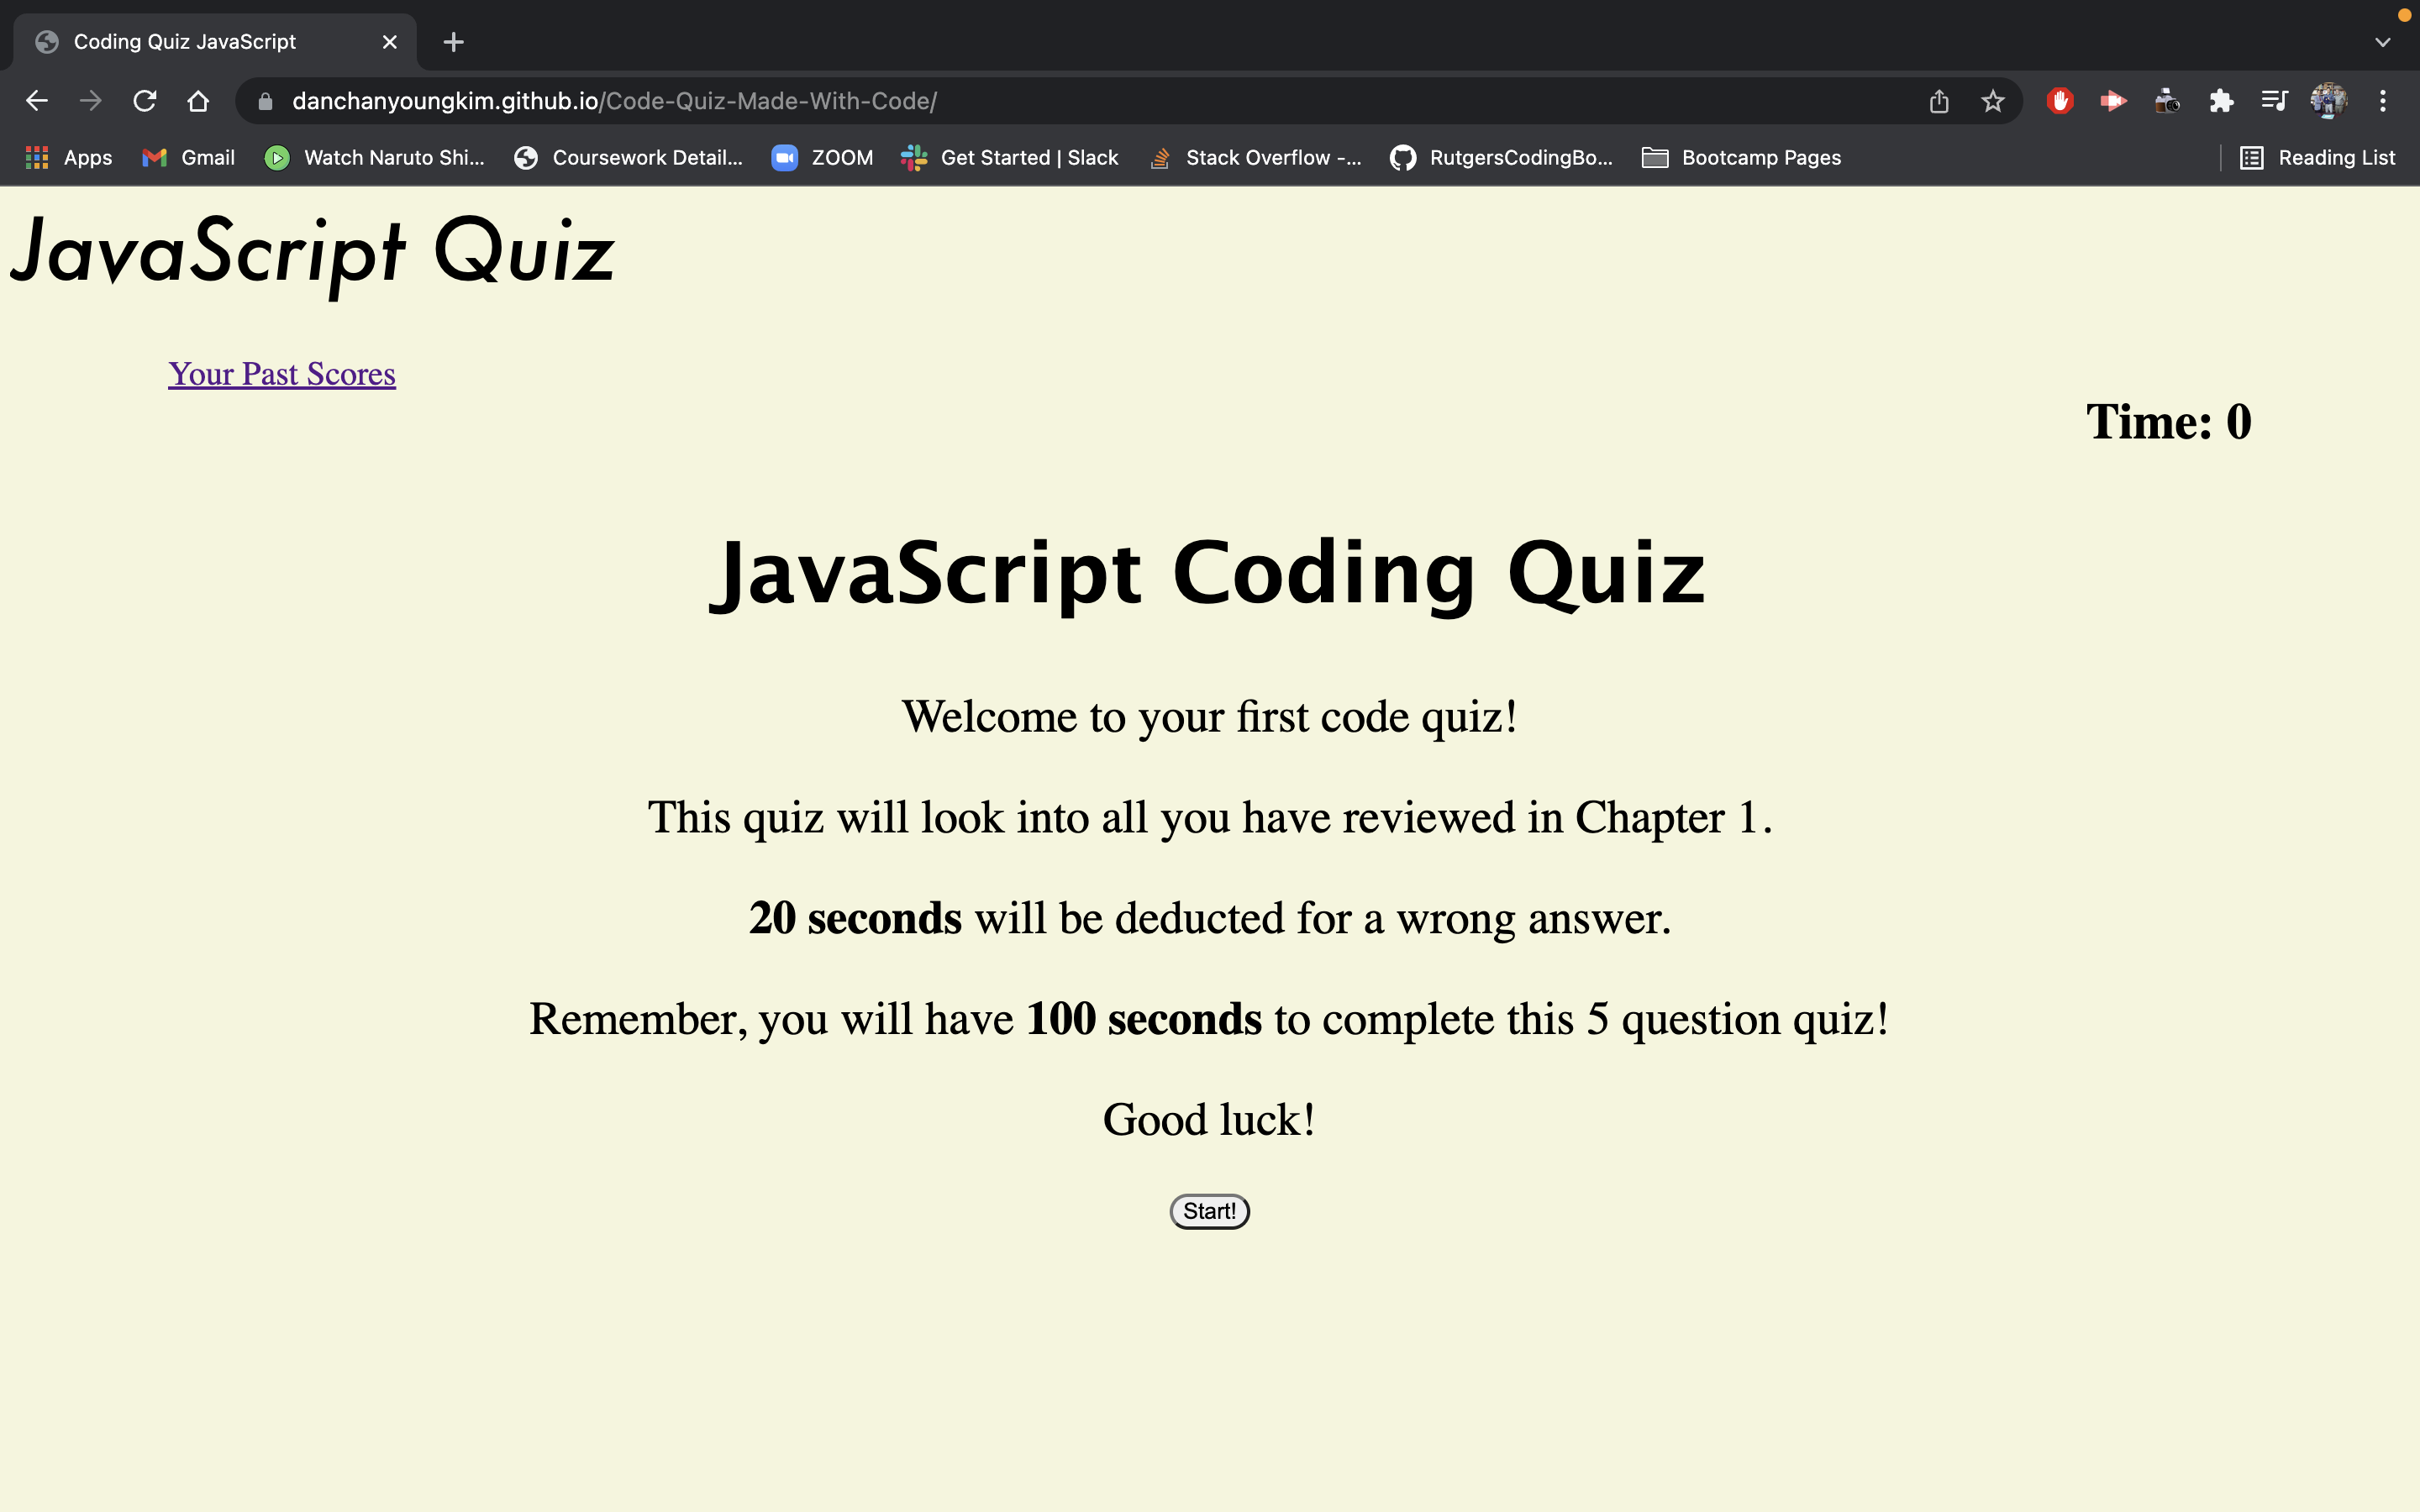 Coding Quiz JavaScript
danchanyoungkim.github.io/Code-Quiz-Made-With-Code/
Apps Gmail Watch Naruto Shi... Coursework Detail... ZOOM Get Started | Slack Stack Overflow -... RutgersCodingBo... Bootcamp Pages Reading List
JavaScript Quiz
Your Past Scores
Time: 0
JavaScript Coding Quiz
Welcome to your first code quiz!
This quiz will look into all you have reviewed in Chapter 1.
20 seconds will be deducted for a wrong answer.
Remember, you will have 100 seconds to complete this 5 question quiz!
Good luck!
Start!